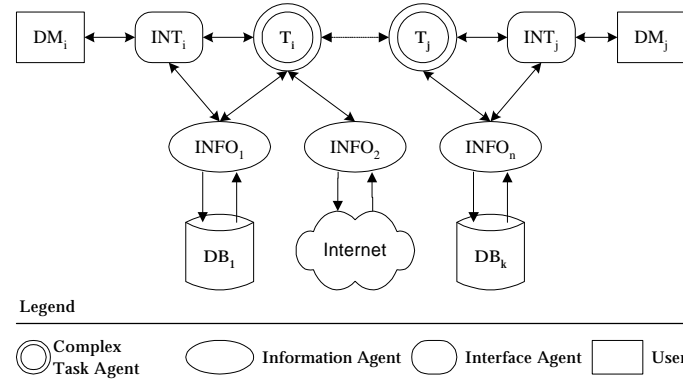 DMᵢ INTᵢ Tᵢ Tⱼ INTⱼ DMⱼ
INFO₁ INFO₂ INFOₙ
DB₁ Internet DBₖ
Legend
Complex
Task Agent
Information Agent
Interface Agent
User